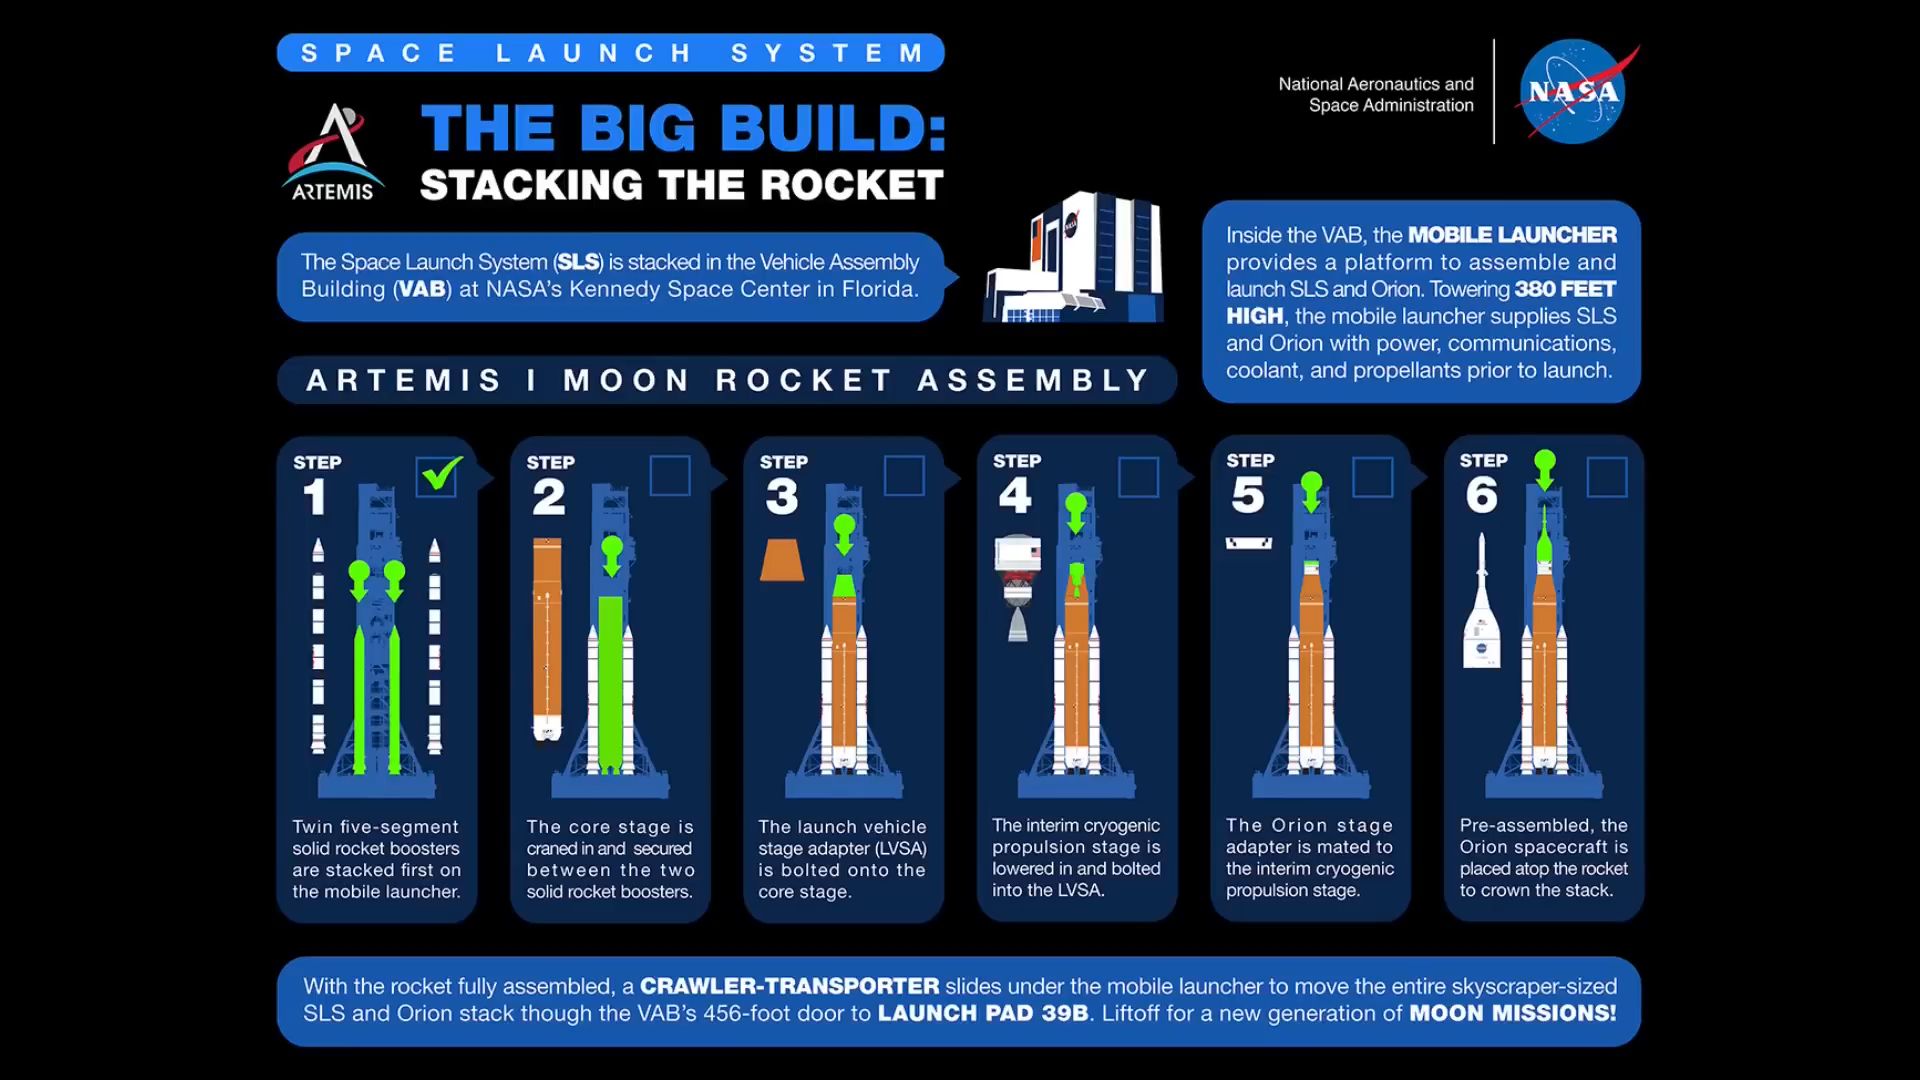 SPACE LAUNCH SYSTEM
ARTEMIS
THE BIG BUILD:
STACKING THE ROCKET
National Aeronautics and
Space Administration
NASA
The Space Launch System (SLS) is stacked in the Vehicle Assembly
Building (VAB) at NASA's Kennedy Space Center in Florida.
Inside the VAB, the MOBILE LAUNCHER
provides a platform to assemble and
launch SLS and Orion. Towering 380 FEET
HIGH, the mobile launcher supplies SLS
and Orion with power, communications,
coolant, and propellants prior to launch.
ARTEMIS I MOON ROCKET ASSEMBLY
STEP
1
Twin five-segment
solid rocket boosters
are stacked first on
the mobile launcher.
STEP
2
The core stage is
craned in and secured
between the two
solid rocket boosters.
STEP
3
The launch vehicle
stage adapter (LVSA)
is bolted onto the
core stage.
STEP
4
The interim cryogenic
propulsion stage is
lowered in and bolted
into the LVSA.
STEP
5
The Orion stage
adapter is mated to
the interim cryogenic
propulsion stage.
STEP
6
Pre-assembled, the
Orion spacecraft is
placed atop the rocket
to crown the stack.
With the rocket fully assembled, a CRAWLER-TRANSPORTER slides under the mobile launcher to move the entire skyscraper-sized
SLS and Orion stack though the VAB's 456-foot door to LAUNCH PAD 39B. Liftoff for a new generation of MOON MISSIONS!